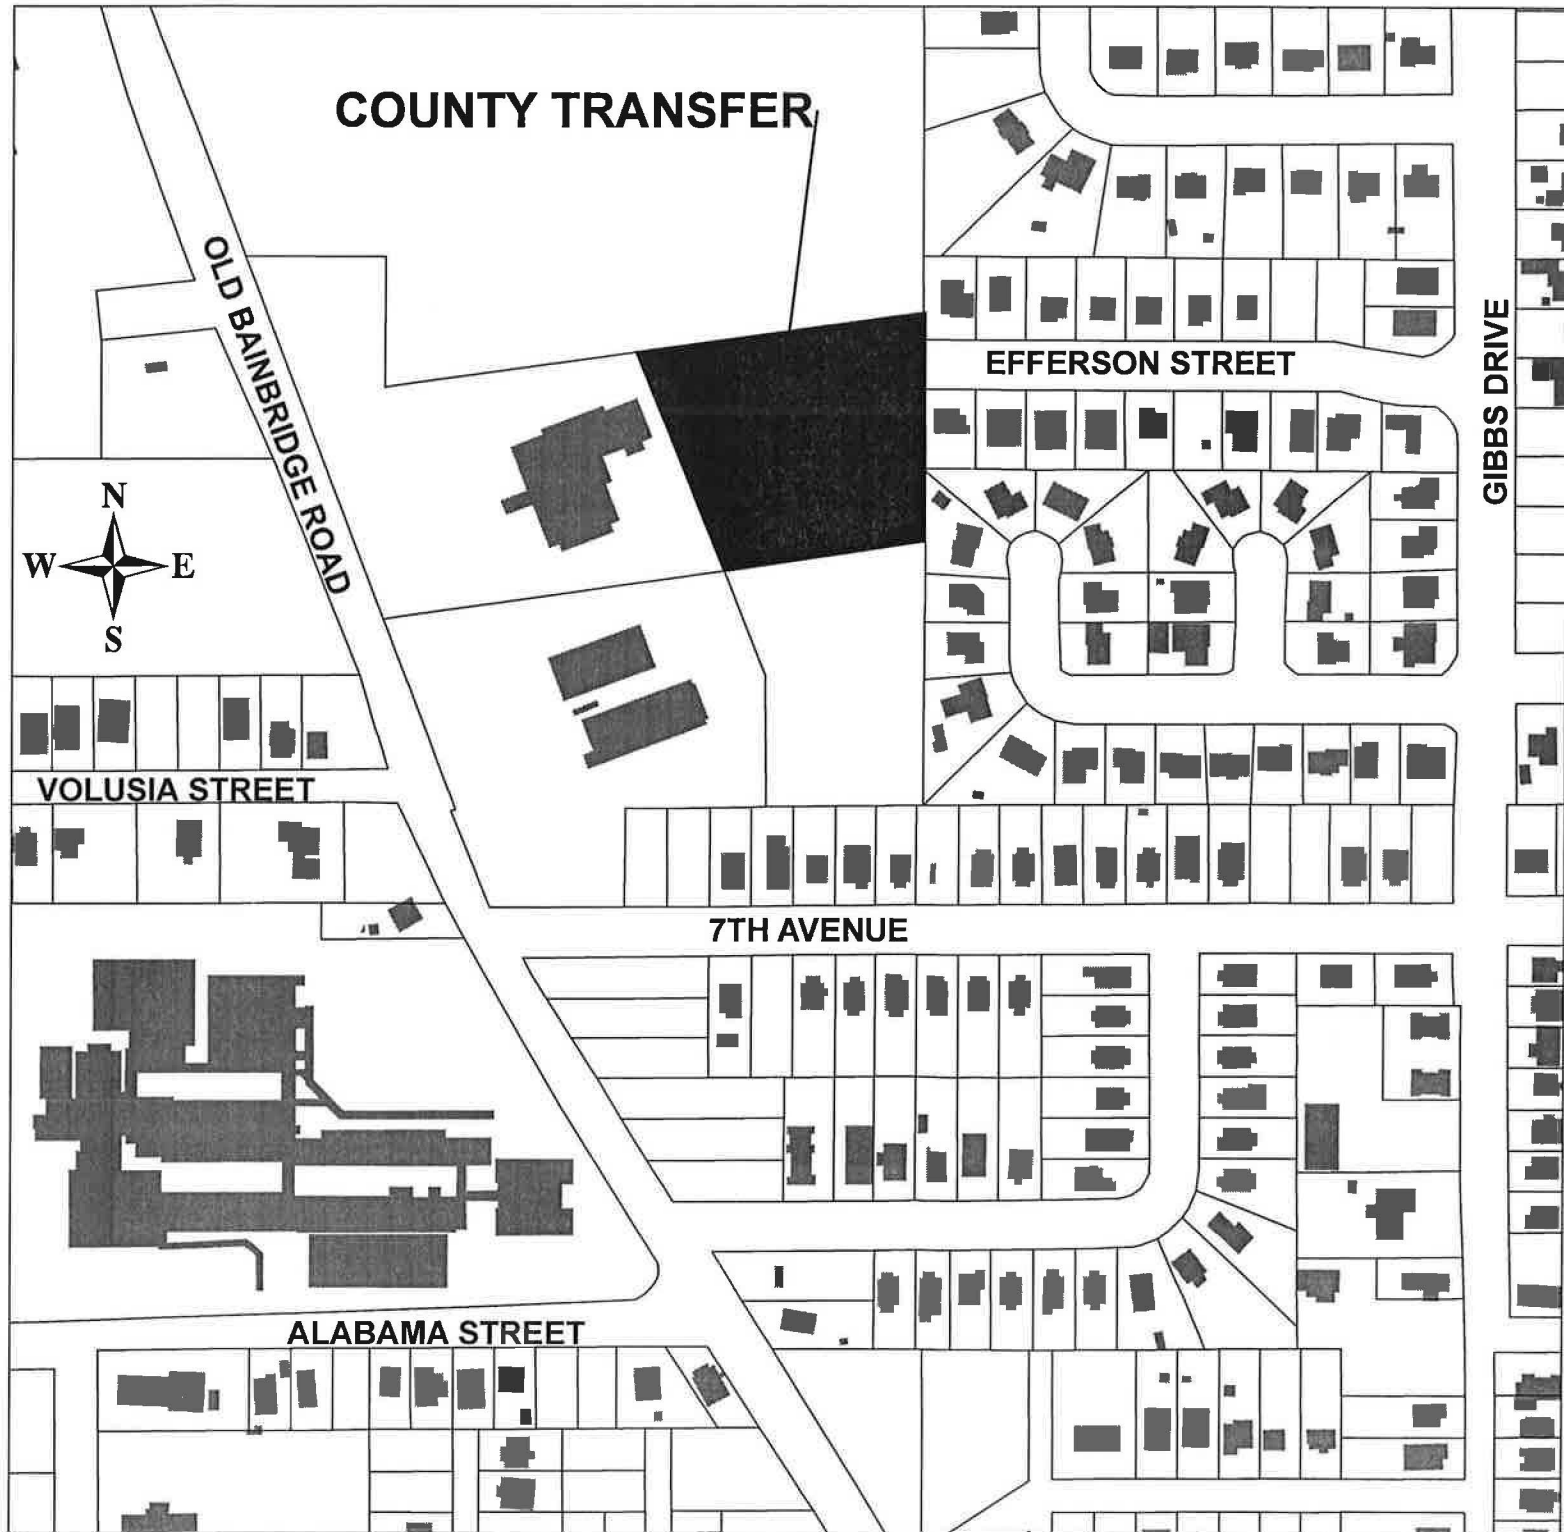 COUNTY TRANSFER
OLD BAINBRIDGE ROAD
EFFERSON STREET
GIBBS DRIVE
N
W E
S
VOLUSIA STREET
7TH AVENUE
ALABAMA STREET